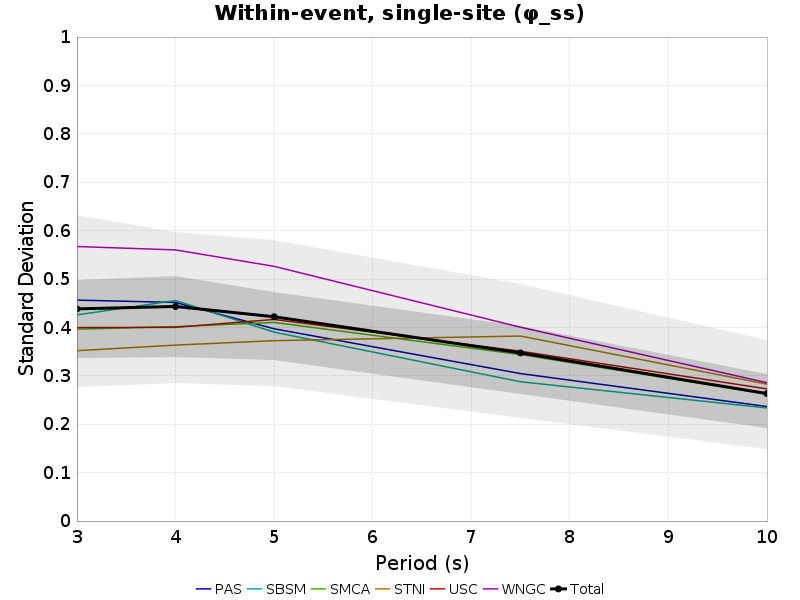 Within-event, single-site (φ_ss)
Standard Deviation
1
0.9
0.8
0.7
0.6
0.5
0.4
0.3
0.2
0.1
0
3 4 5 6 7 8 9 10
Period (s)
PAS SBSM SMCA STNI USC WNGC Total